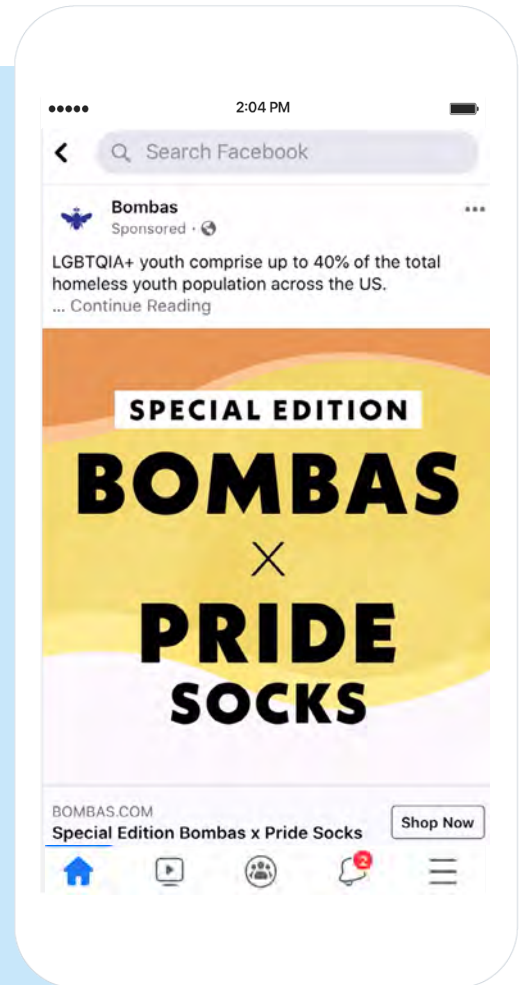 2:04 PM
Search Facebook
Bombas
Sponsored ·
LGBTQIA+ youth comprise up to 40% of the total
homeless youth population across the US.
... Continue Reading
SPECIAL EDITION
BOMBAS
X
PRIDE
SOCKS
BOMBAS.COM
Special Edition Bombas x Pride Socks
Shop Now
2